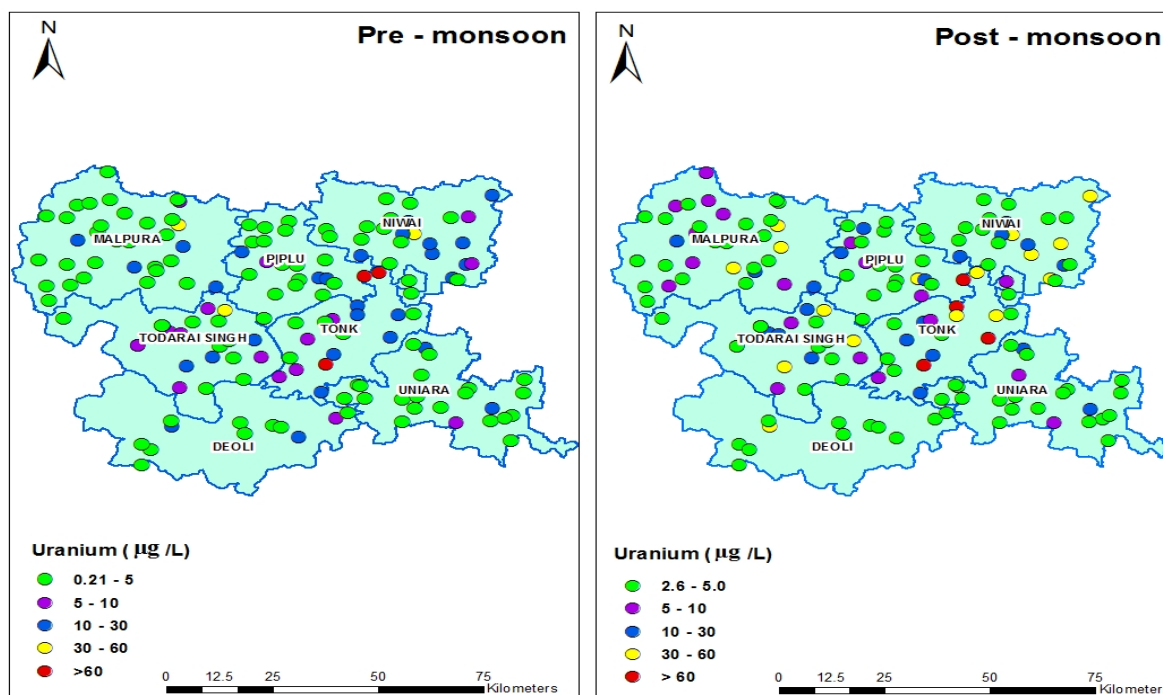 N
Pre - monsoon
MALPURA
NIWAI
PIPLU
TODARAI SINGH
TONK
UNIARA
DEOLI
Uranium ( µg /L)
0.21 - 5
5 - 10
10 - 30
30 - 60
>60
0 12.5 25 50 75
Kilometers
N
Post - monsoon
MALPURA
NIWAI
PIPLU
TODARAI SINGH
TONK
UNIARA
DEOLI
Uranium ( µg /L)
2.6 - 5.0
5 - 10
10 - 30
30 - 60
> 60
0 12.5 25 50 75
Kilometers